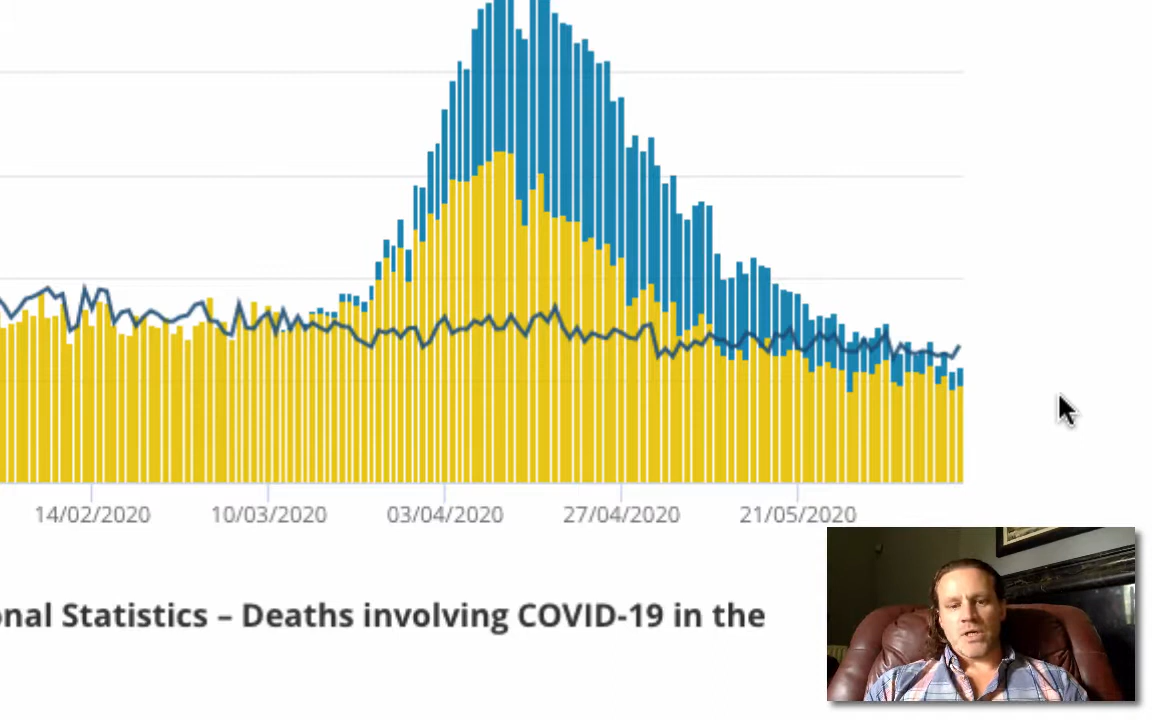 14/02/2020 10/03/2020 03/04/2020 27/04/2020 21/05/2020
onal Statistics – Deaths involving COVID-19 in the